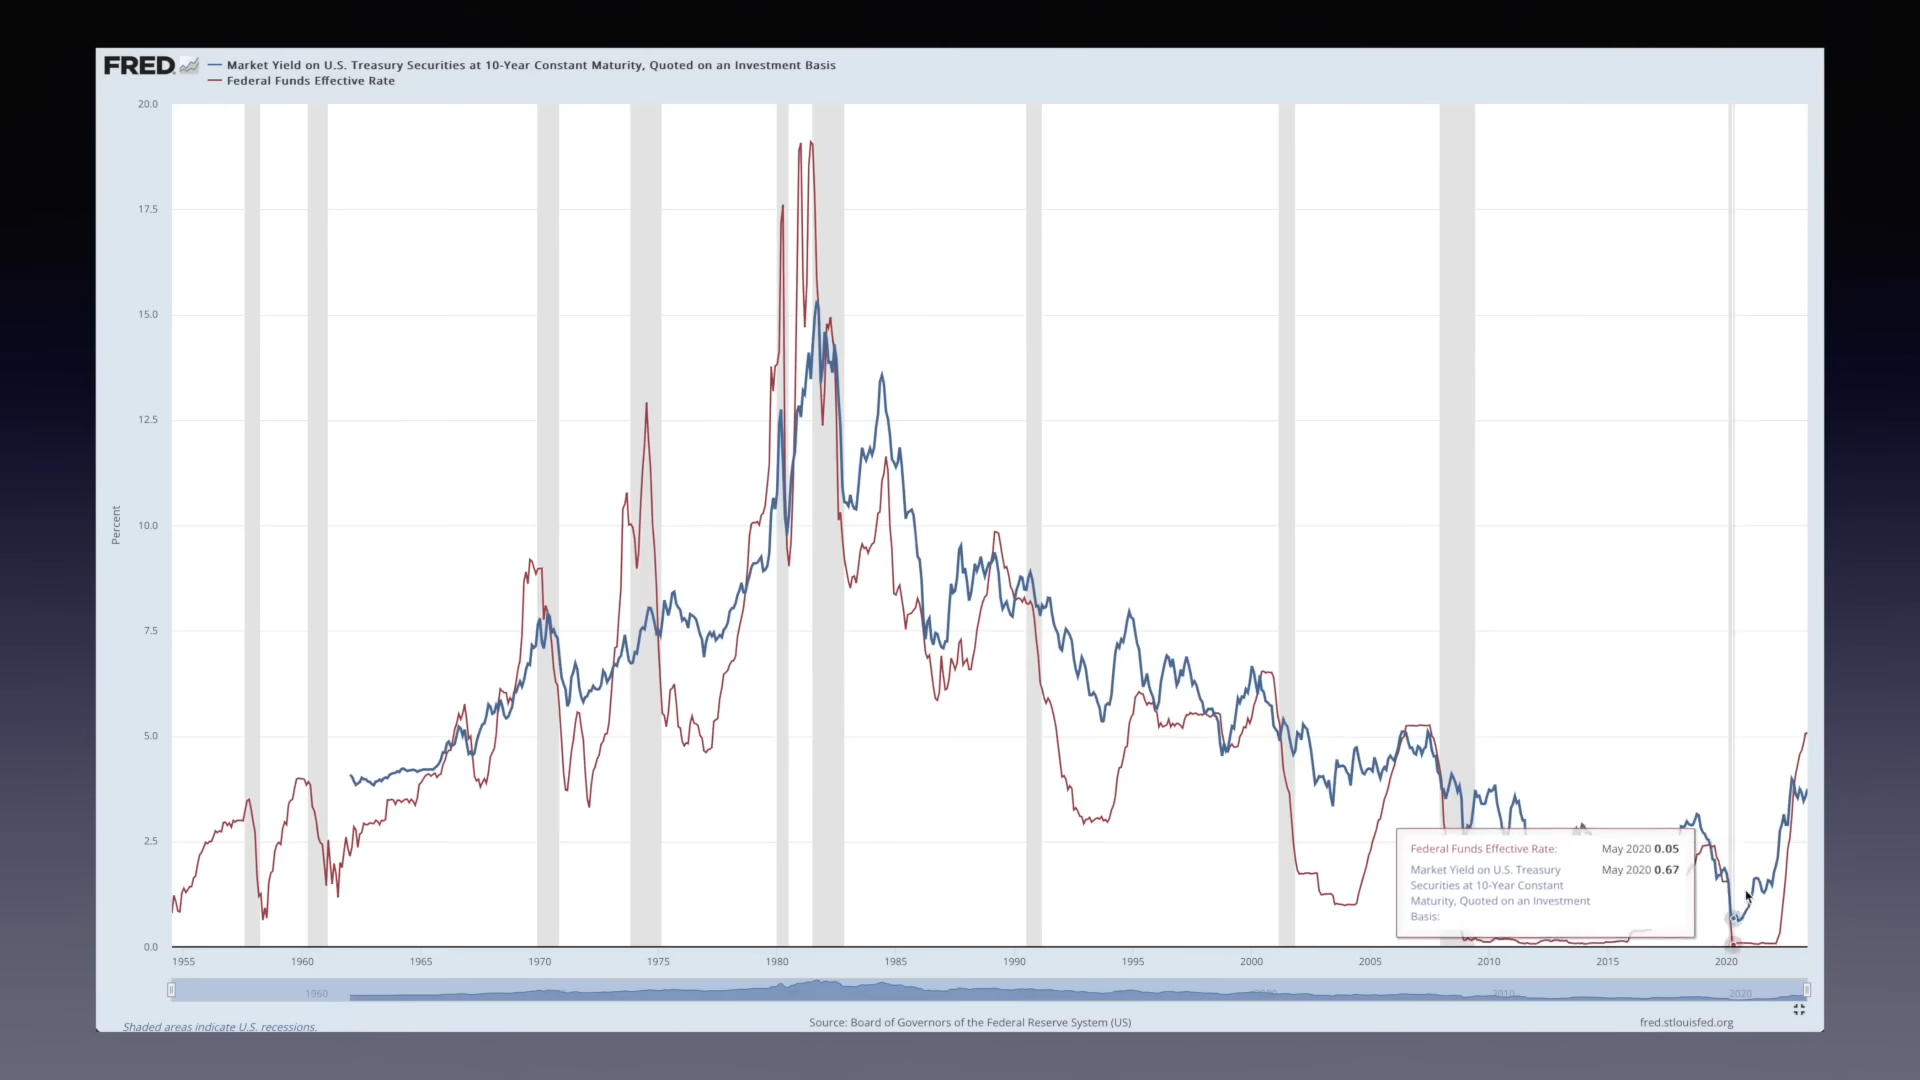 FRED
Market Yield on U.S. Treasury Securities at 10-Year Constant Maturity, Quoted on an Investment Basis
Federal Funds Effective Rate
20.0
17.5
15.0
12.5
10.0
7.5
5.0
2.5
0.0
Percent
Federal Funds Effective Rate: May 2020 0.05
Market Yield on U.S. Treasury May 2020 0.67
Securities at 10-Year Constant
Maturity, Quoted on an Investment
Basis:
1955 1960 1965 1970 1975 1980 1985 1990 1995 2000 2005 2010 2015 2020
1960 2000 2010 2020
Shaded areas indicate U.S. recessions.
Source: Board of Governors of the Federal Reserve System (US)
fred.stlouisfed.org